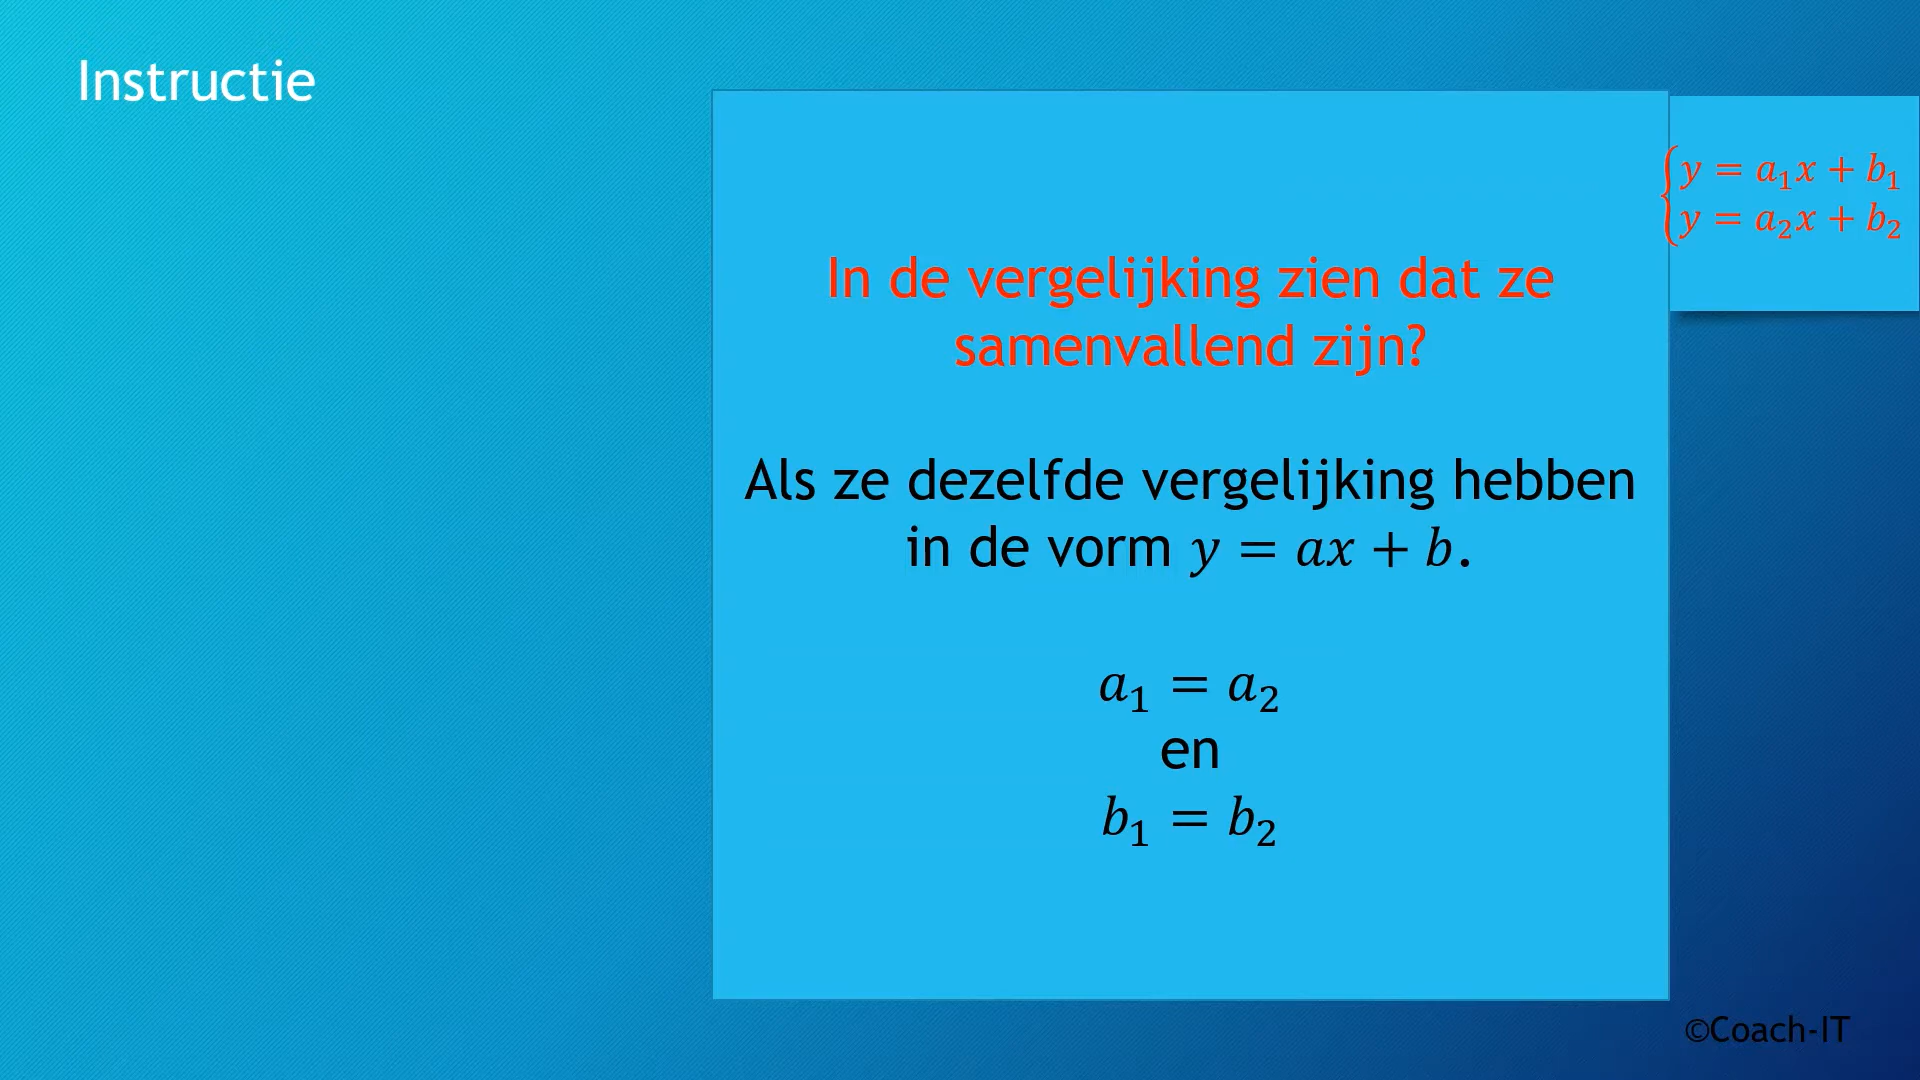 Instructie
y = a₁x + b₁
y = a₂x + b₂
In de vergelijking zien dat ze
samenvallend zijn?
Als ze dezelfde vergelijking hebben
in de vorm y = ax + b.
a₁ = a₂
en
b₁ = b₂
©Coach-IT